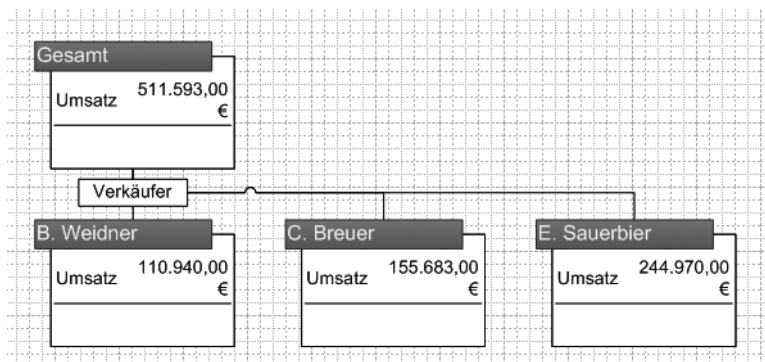 Gesamt
Umsatz 511.593,00
€
Verkäufer
B. Weidner
Umsatz 110.940,00
€
C. Breuer
Umsatz 155.683,00
€
E. Sauerbier
Umsatz 244.970,00
€